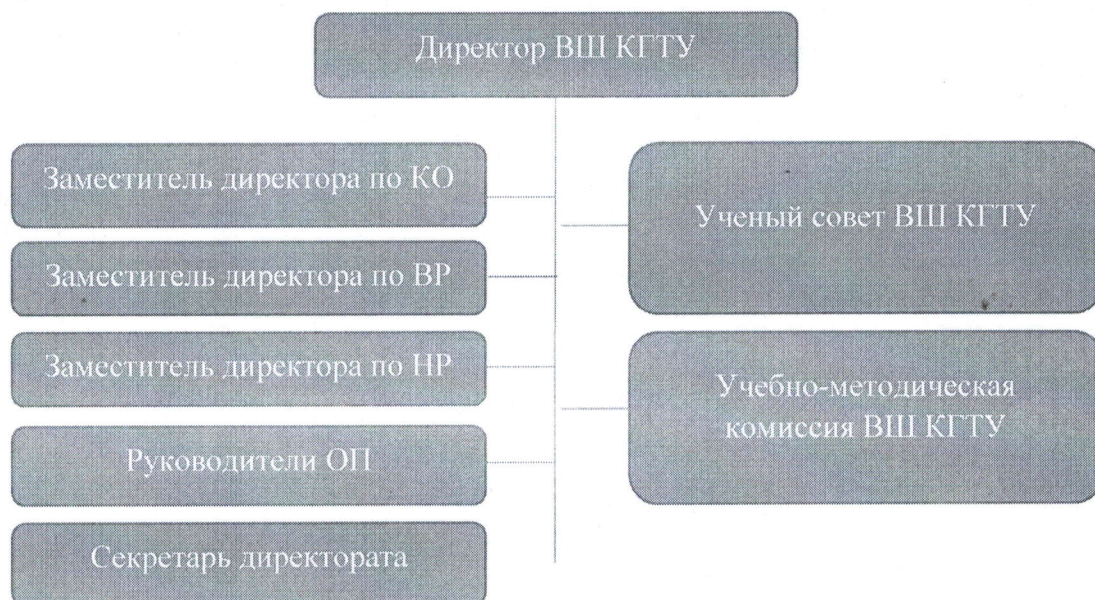 Директор ВШ КГТУ
Заместитель директора по КО
Заместитель директора по ВР
Заместитель директора по НР
Руководители ОП
Секретарь директората
Ученый совет ВШ КГТУ
Учебно-методическая
комиссия ВШ КГТУ